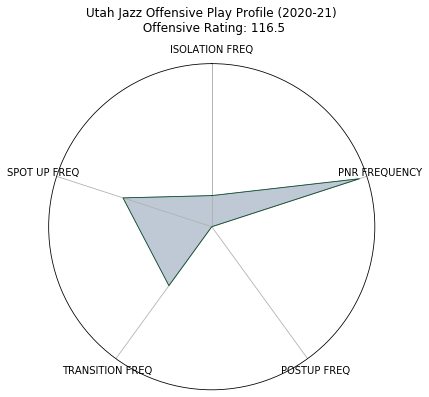 Utah Jazz Offensive Play Profile (2020-21)
Offensive Rating: 116.5
ISOLATION FREQ
SPOT UP FREQ
PNR FREQUENCY
TRANSITION FREQ
POSTUP FREQ